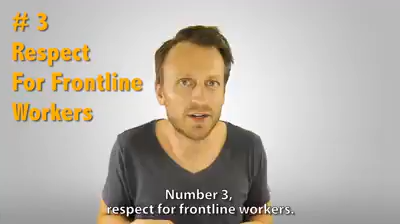 # 3
Respect
For Frontline
Workers
Number 3,
respect for frontline workers.